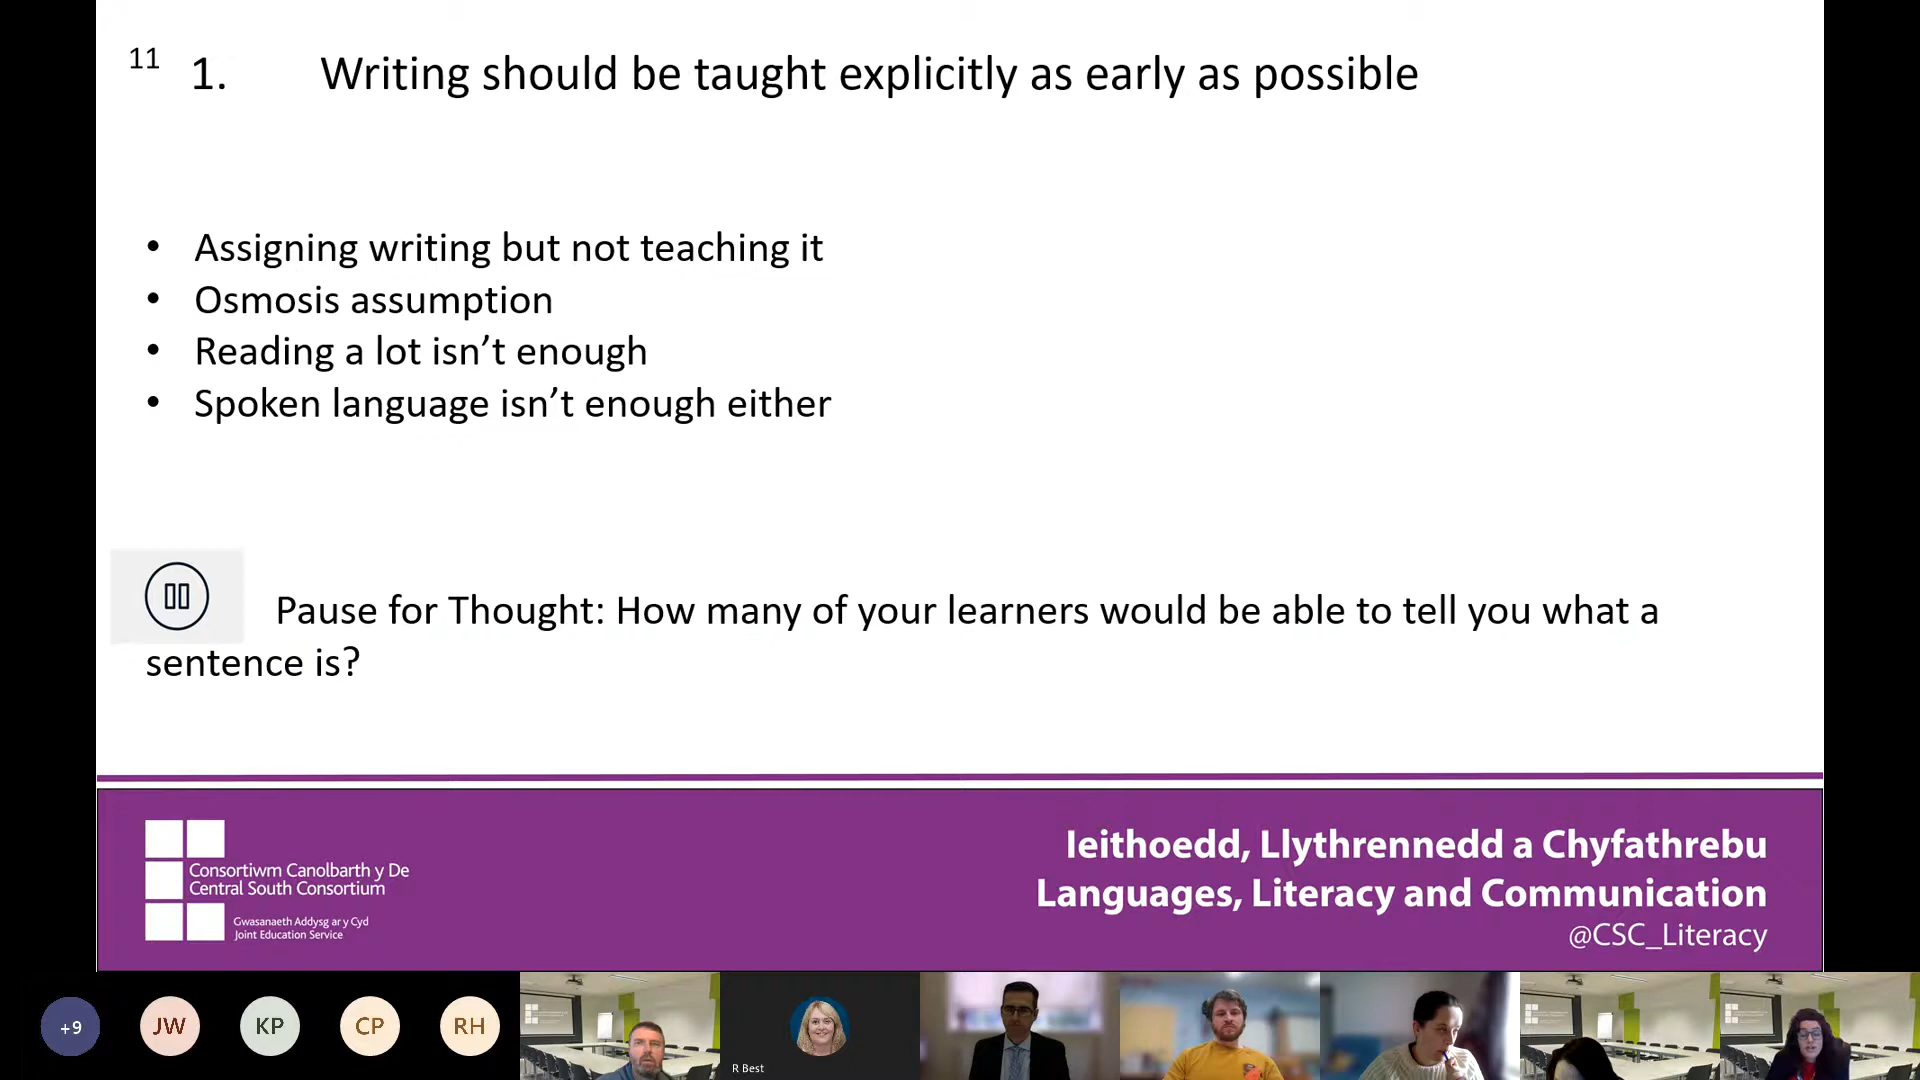 11
1. Writing should be taught explicitly as early as possible
• Assigning writing but not teaching it
• Osmosis assumption
• Reading a lot isn’t enough
• Spoken language isn’t enough either
Pause for Thought: How many of your learners would be able to tell you what a
sentence is?
Consortiwm Canolbarth y De
Central South Consortium
Gwasanaeth Addysg ar y Cyd
Joint Education Service
Ieithoedd, Llythrennedd a Chyfathrebu
Languages, Literacy and Communication
@CSC_Literacy
+9
JW
KP
CP
RH
R Best